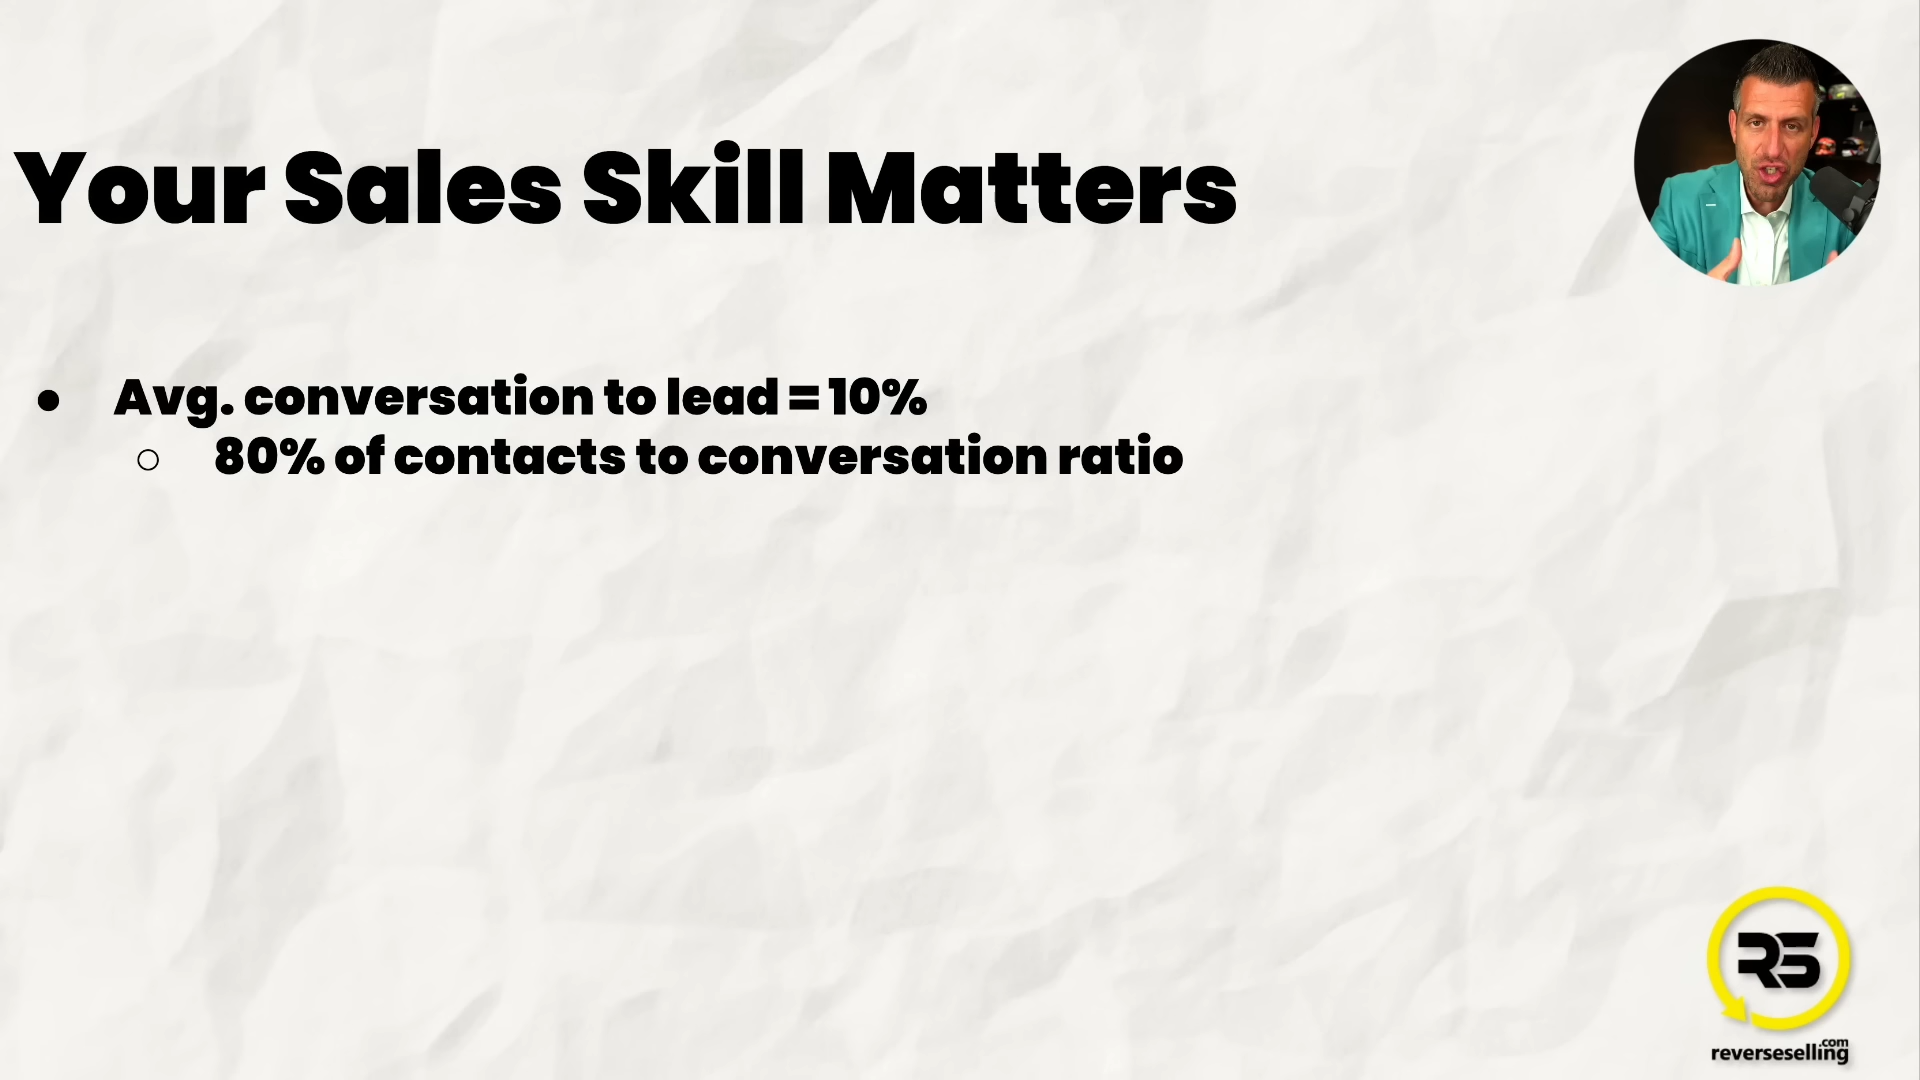 Your Sales Skill Matters
● Avg. conversation to lead = 10%
○ 80% of contacts to conversation ratio
RS
reverseselling.com